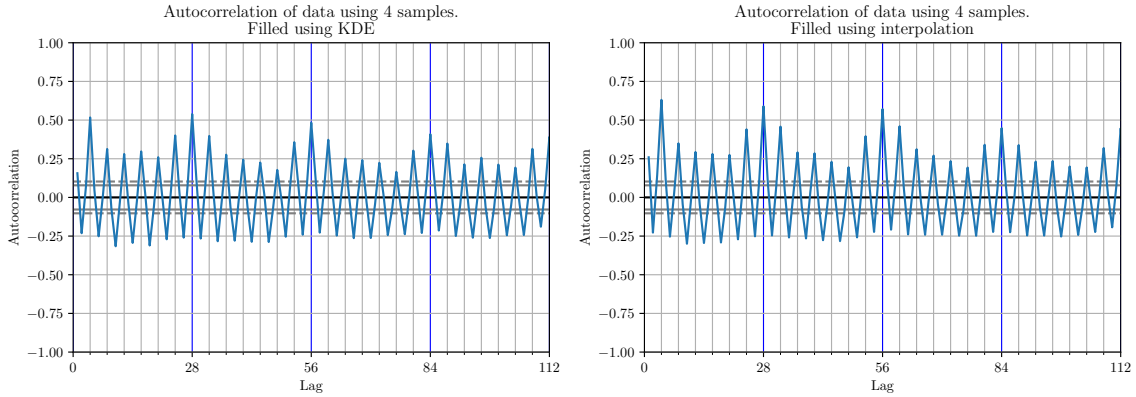 Autocorrelation of data using 4 samples.
Filled using KDE
1.00
0.75
0.50
0.25
0.00
−0.25
−0.50
−0.75
−1.00
Autocorrelation
0 28 56 84 112
Lag
Autocorrelation of data using 4 samples.
Filled using interpolation
1.00
0.75
0.50
0.25
0.00
−0.25
−0.50
−0.75
−1.00
Autocorrelation
0 28 56 84 112
Lag